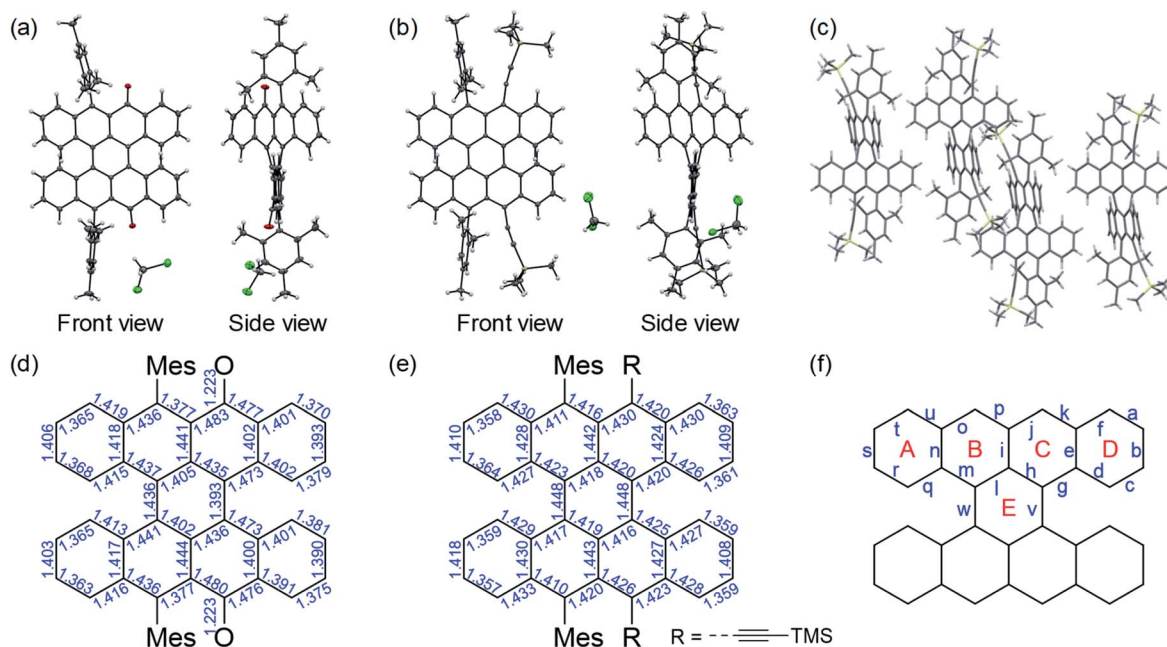 (a)
Front view
Side view
(b)
Front view
Side view
(c)
(d)
Mes O
1.223
1.419 1.377 1.477 1.370
1.365 1.436 1.483 1.401
1.406 1.418 1.441 1.402 1.393
1.368 1.437 1.435 1.402
1.415 1.405 1.473 1.379
1.436 1.393
1.413 1.402 1.473 1.381
1.365 1.441 1.436 1.401
1.403 1.417 1.444 1.400 1.390
1.363 1.436 1.480 1.391
1.416 1.377 1.476 1.375
1.223
Mes O
(e)
Mes R
1.430 1.416 1.420 1.363
1.358 1.411 1.430 1.430
1.410 1.428 1.442 1.424 1.409
1.364 1.423 1.420 1.426
1.427 1.418 1.420 1.361
1.448 1.448
1.429 1.419 1.425 1.359
1.359 1.417 1.416 1.427
1.418 1.430 1.443 1.427 1.408
1.357 1.410 1.426 1.428
1.433 1.420 1.423 1.359
Mes R
R = TMS
(f)
u p k a
t o j f
s A n B i C e D b
r m h d
q l g c
w E v